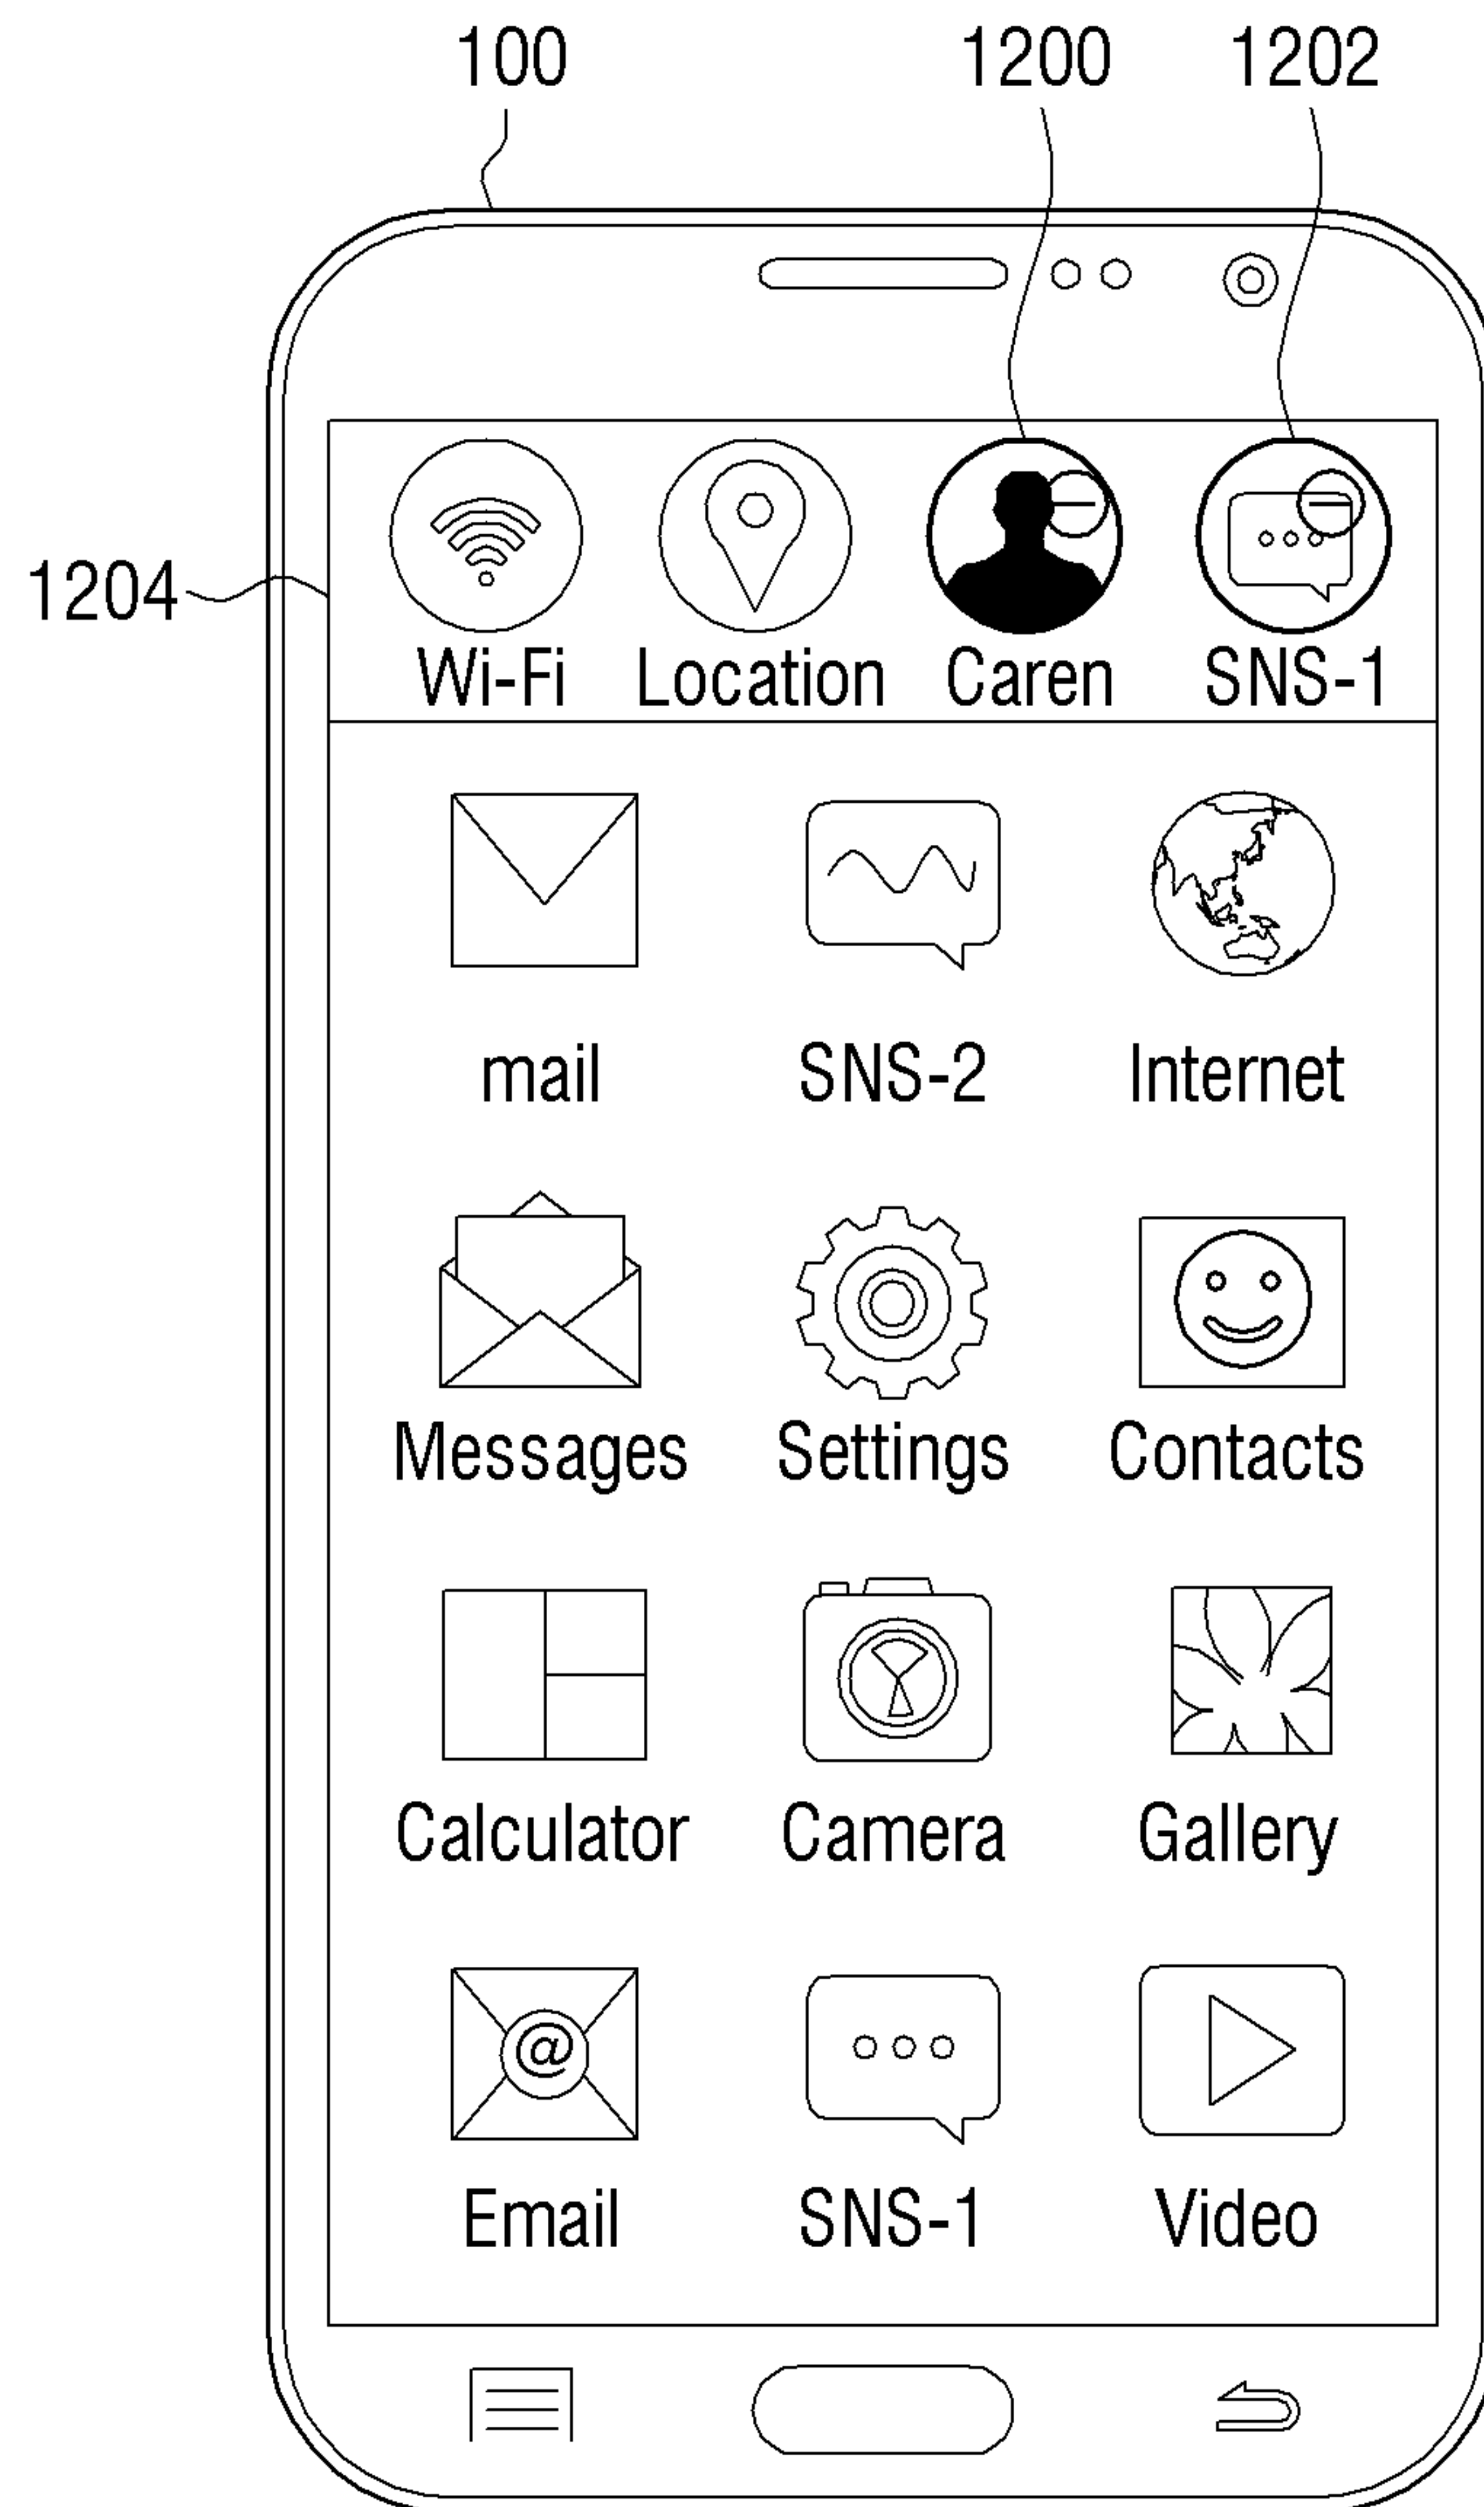 100 1200 1202
1204
Wi-Fi Location Caren SNS-1
mail SNS-2 Internet
Messages Settings Contacts
Calculator Camera Gallery
@
Email SNS-1 Video